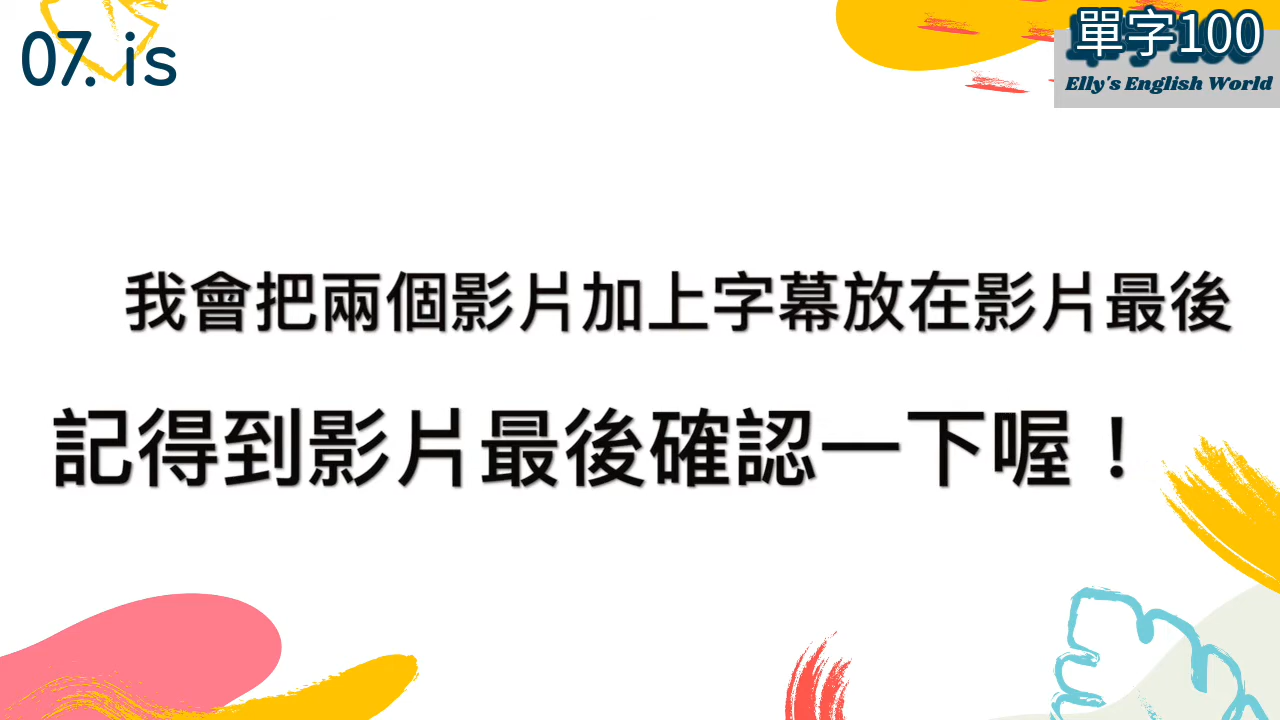 07. is
單字100
Elly's English World
我會把兩個影片加上字幕放在影片最後
記得到影片最後確認一下喔！